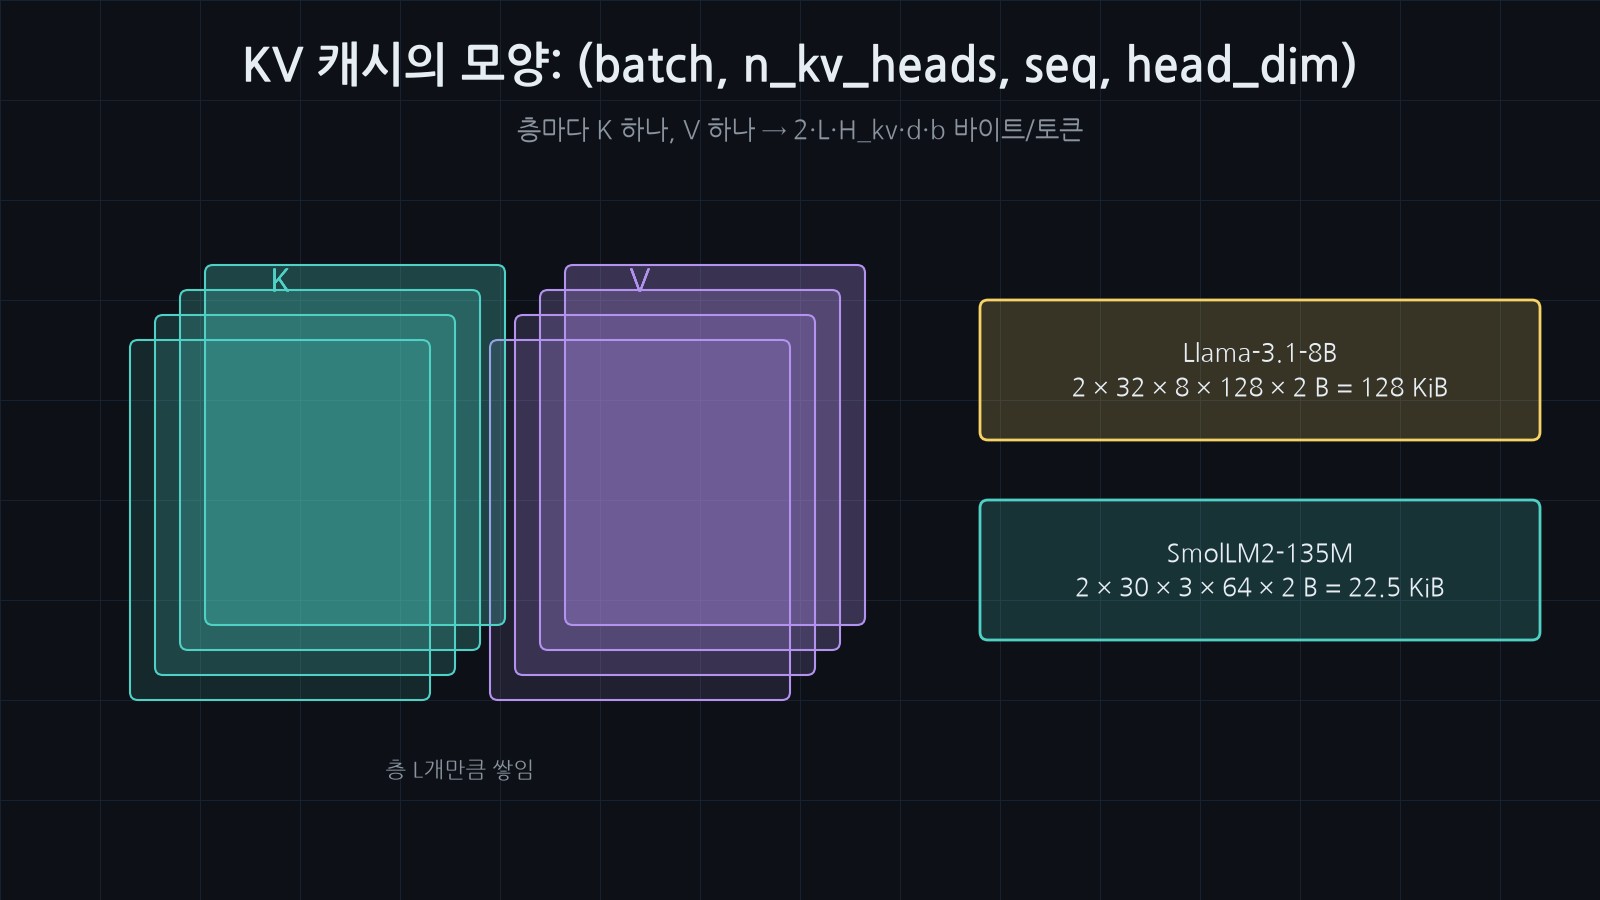 KV 캐시의 모양: (batch, n_kv_heads, seq, head_dim)
층마다 K 하나, V 하나 → 2·L·H_kv·d·b 바이트/토큰
K
V
Llama-3.1-8B
2 × 32 × 8 × 128 × 2 B = 128 KiB
SmolLM2-135M
2 × 30 × 3 × 64 × 2 B = 22.5 KiB
층 L개만큼 쌓임